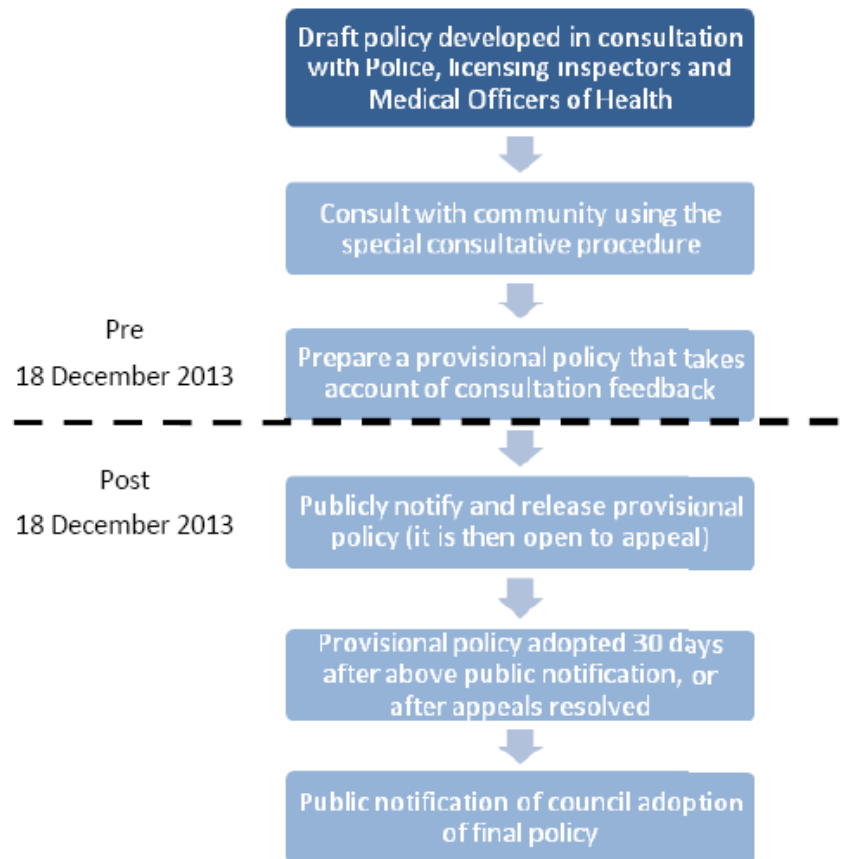 Draft policy developed in consultation
with Police, licensing inspectors and
Medical Officers of Health
Consult with community using the
special consultative procedure
Pre
18 December 2013
Prepare a provisional policy that takes
account of consultation feedback
Post
18 December 2013
Publicly notify and release provisional
policy (it is then open to appeal)
Provisional policy adopted 30 days
after above public notification, or
after appeals resolved
Public notification of council adoption
of final policy